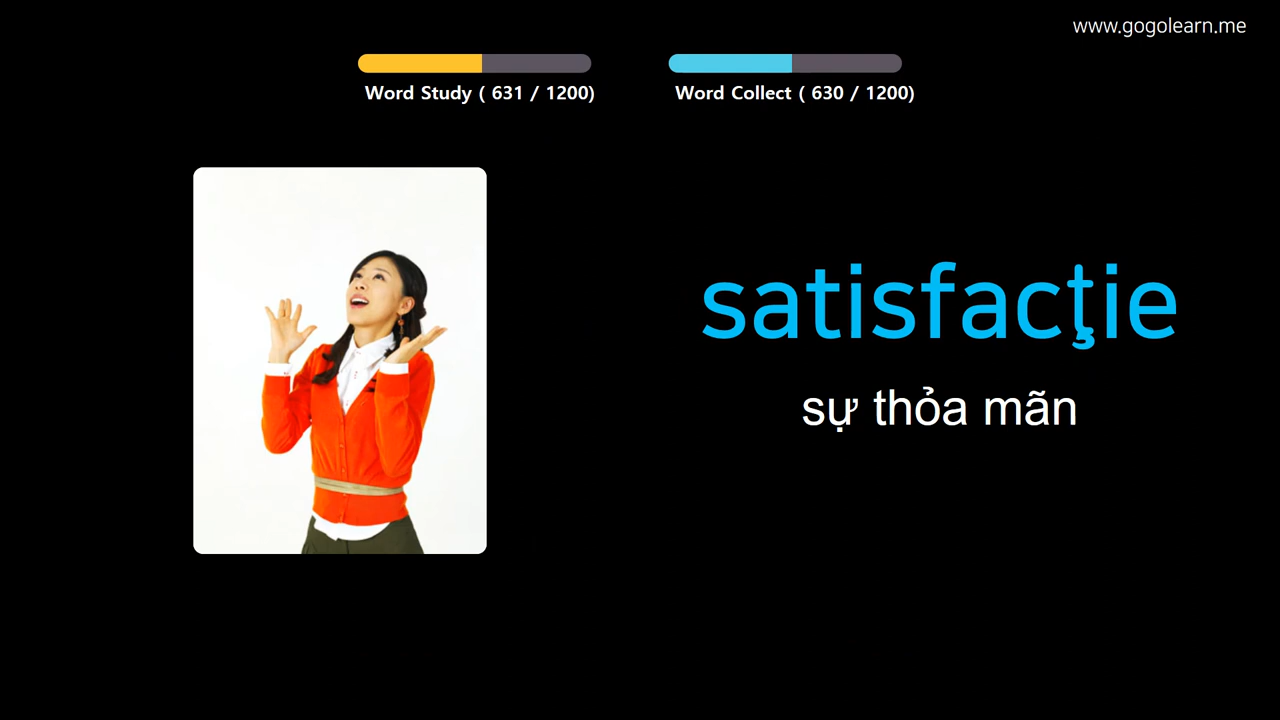 www.gogolearn.me
Word Study ( 631 / 1200)
Word Collect ( 630 / 1200)
satisfacţie
sự thỏa mãn